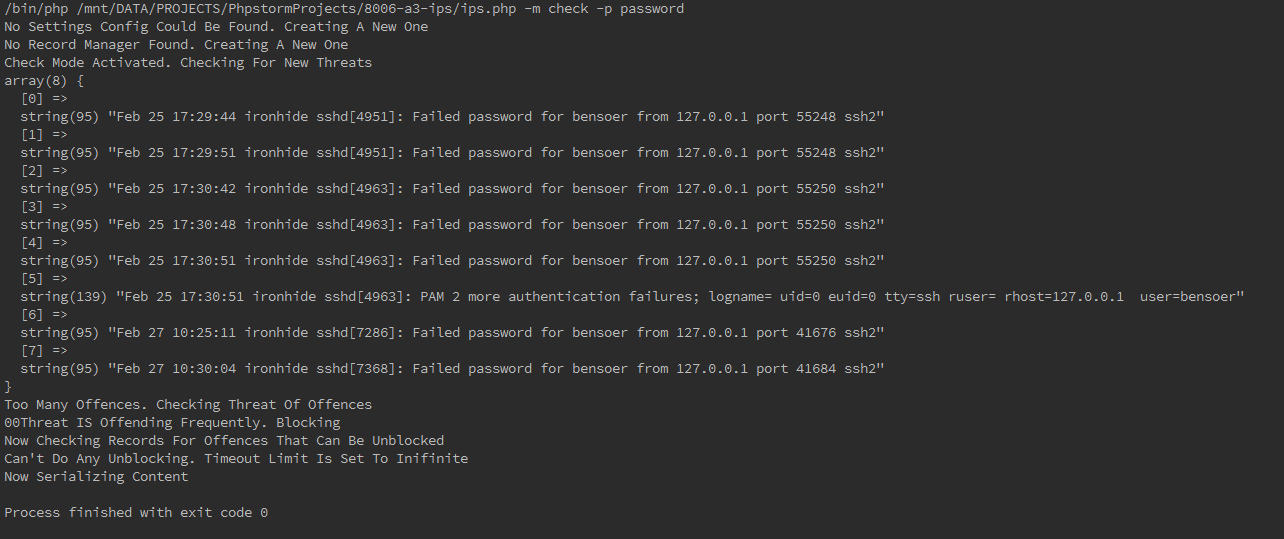 /bin/php /mnt/DATA/PROJECTS/PhpstormProjects/8006-a3-ips/ips.php -m check -p password
No Settings Config Could Be Found. Creating A New One
No Record Manager Found. Creating A New One
Check Mode Activated. Checking For New Threats
array(8) {
  [0] =>
  string(95) "Feb 25 17:29:44 ironhide sshd[4951]: Failed password for bensoer from 127.0.0.1 port 55248 ssh2"
  [1] =>
  string(95) "Feb 25 17:29:51 ironhide sshd[4951]: Failed password for bensoer from 127.0.0.1 port 55248 ssh2"
  [2] =>
  string(95) "Feb 25 17:30:42 ironhide sshd[4963]: Failed password for bensoer from 127.0.0.1 port 55250 ssh2"
  [3] =>
  string(95) "Feb 25 17:30:48 ironhide sshd[4963]: Failed password for bensoer from 127.0.0.1 port 55250 ssh2"
  [4] =>
  string(95) "Feb 25 17:30:51 ironhide sshd[4963]: Failed password for bensoer from 127.0.0.1 port 55250 ssh2"
  [5] =>
  string(139) "Feb 25 17:30:51 ironhide sshd[4963]: PAM 2 more authentication failures; logname= uid=0 euid=0 tty=ssh ruser= rhost=127.0.0.1  user=bensoer"
  [6] =>
  string(95) "Feb 27 10:25:11 ironhide sshd[7286]: Failed password for bensoer from 127.0.0.1 port 41676 ssh2"
  [7] =>
  string(95) "Feb 27 10:30:04 ironhide sshd[7368]: Failed password for bensoer from 127.0.0.1 port 41684 ssh2"
}
Too Many Offences. Checking Threat Of Offences
00Threat IS Offending Frequently. Blocking
Now Checking Records For Offences That Can Be Unblocked
Can't Do Any Unblocking. Timeout Limit Is Set To Inifinite
Now Serializing Content

Process finished with exit code 0